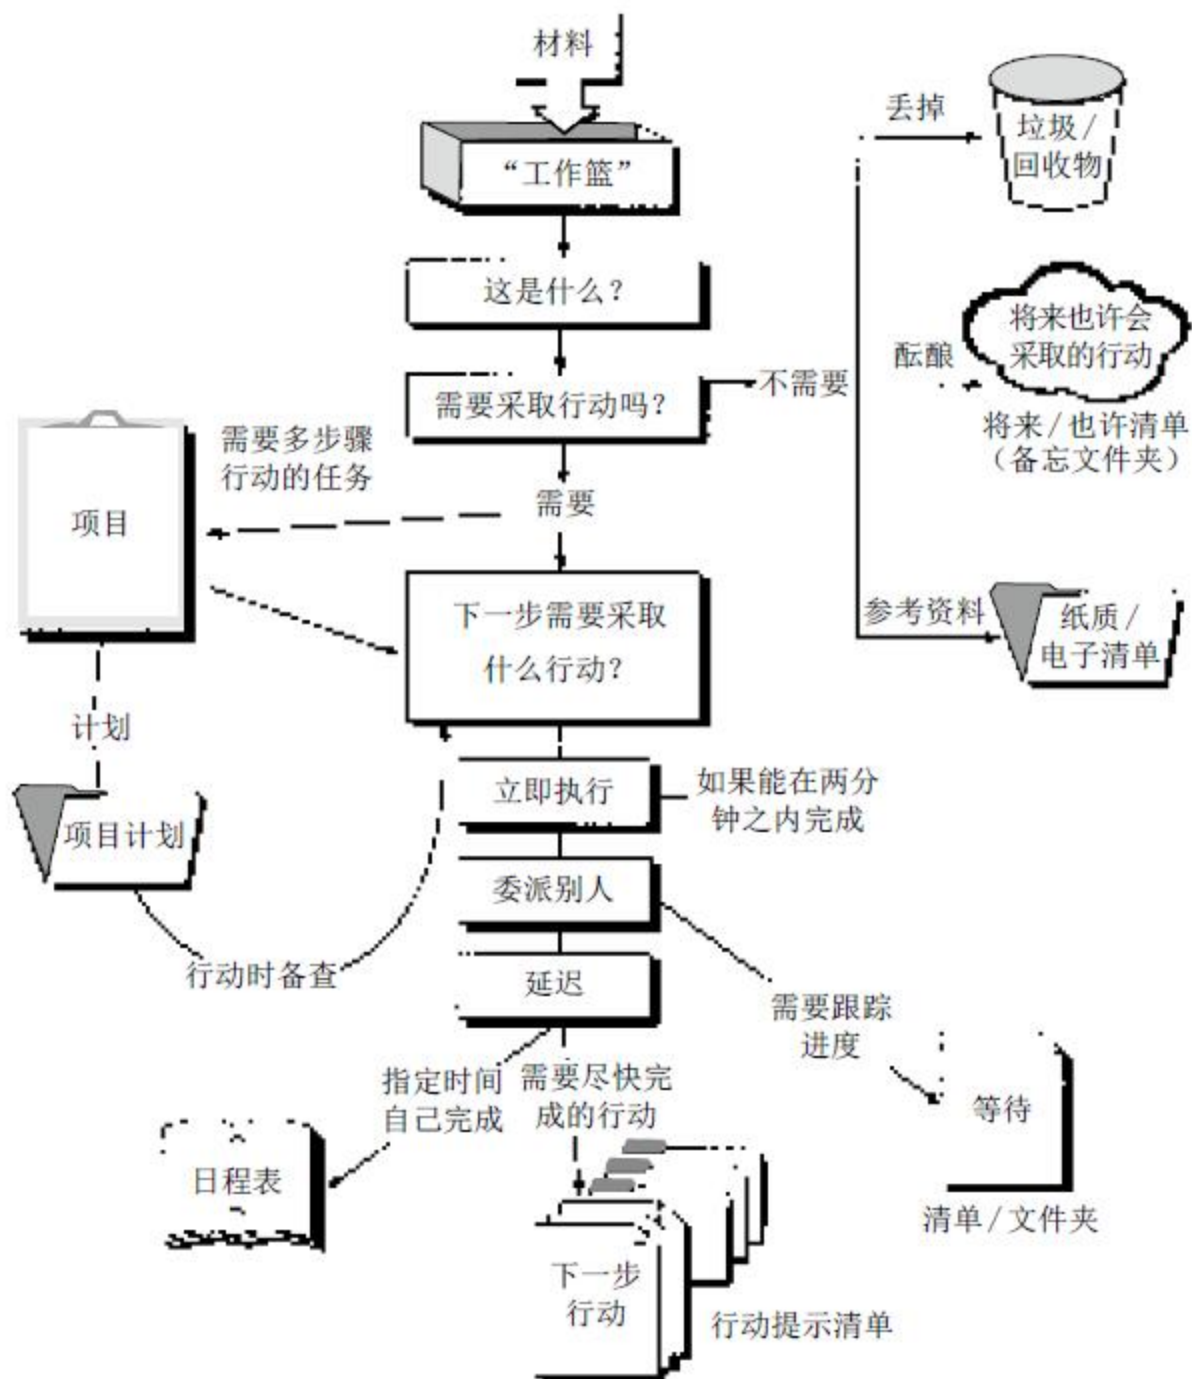 材料
“工作篮”
这是什么？
需要采取行动吗？
不需要
丢掉
垃圾/
回收物
酝酿
将来也许会
采取的行动
将来/也许清单
（备忘文件夹）
参考资料
纸质/
电子清单
需要
需要多步骤
行动的任务
项目
计划
项目计划
行动时备查
下一步需要采取
什么行动？
立即执行
如果能在两分
钟之内完成
委派别人
延迟
需要跟踪
进度
等待
清单/文件夹
指定时间
自己完成
日程表
需要尽快完
成的行动
下一步
行动
行动提示清单